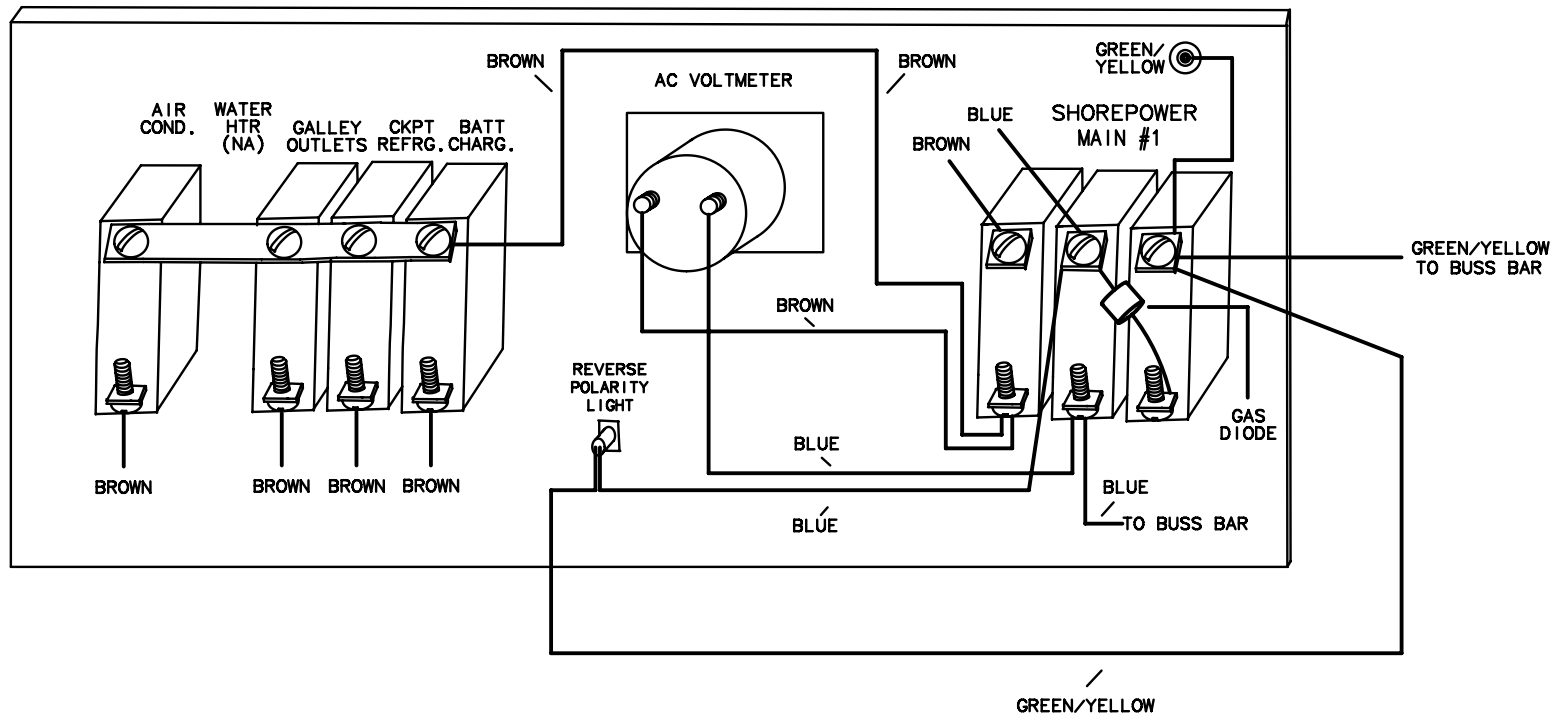 GREEN/
YELLOW
BROWN
BROWN
AC VOLTMETER
AIR
COND.
WATER
HTR
(NA)
GALLEY
OUTLETS
CKPT
REFRG.
BATT
CHARG.
SHOREPOWER
MAIN #1
BLUE
BROWN
GREEN/YELLOW
TO BUSS BAR
BROWN
REVERSE
POLARITY
LIGHT
GAS
DIODE
BLUE
BROWN
BROWN
BROWN
BROWN
BLUE
BLUE
TO BUSS BAR
GREEN/YELLOW